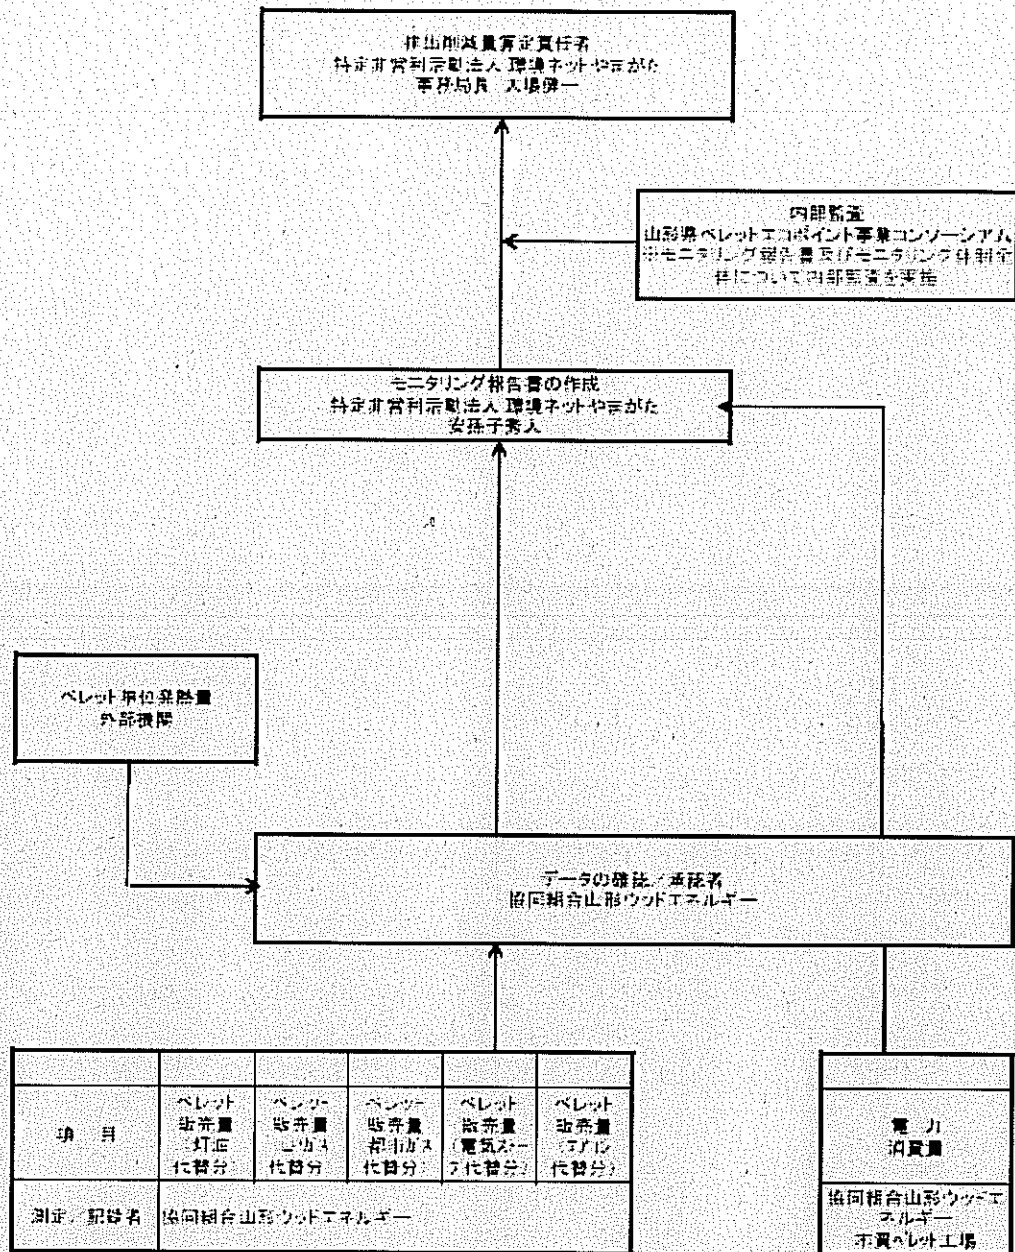 排出削減量算定責任者
特定非営利活動法人 環境ネットやまがた
事務局長 大場健一
内部監査
山形県ペレットエコポイント事業コンソーシアム
※モニタリング報告書及びモニタリング体制全
体について内部監査を実施
モニタリング報告書の作成
特定非営利活動法人 環境ネットやまがた
安孫子秀人
ペレット単位発熱量
外部機関
データの確認/承認者
協同組合山形ウッドエネルギー
項 目
ペレット
販売量
(灯油
代替分)
ペレット
販売量
代替分)
ペレット
販売量
(都市ガス
代替分)
ペレット
販売量
(電気ストー
ブ代替分)
ペレット
販売量
代替分)
測定/記録者
協同組合山形ウッドエネルギー
電 力
消費量
協同組合山形ウッドエ
ネルギー
ペレット工場